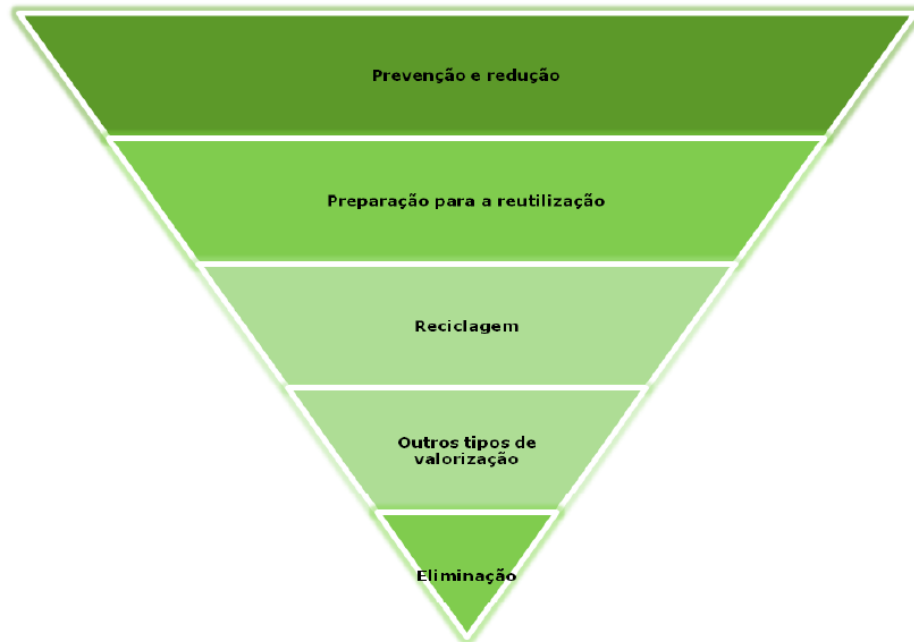 Prevenção e redução
Preparação para a reutilização
Reciclagem
Outros tipos de
valorização
Eliminação